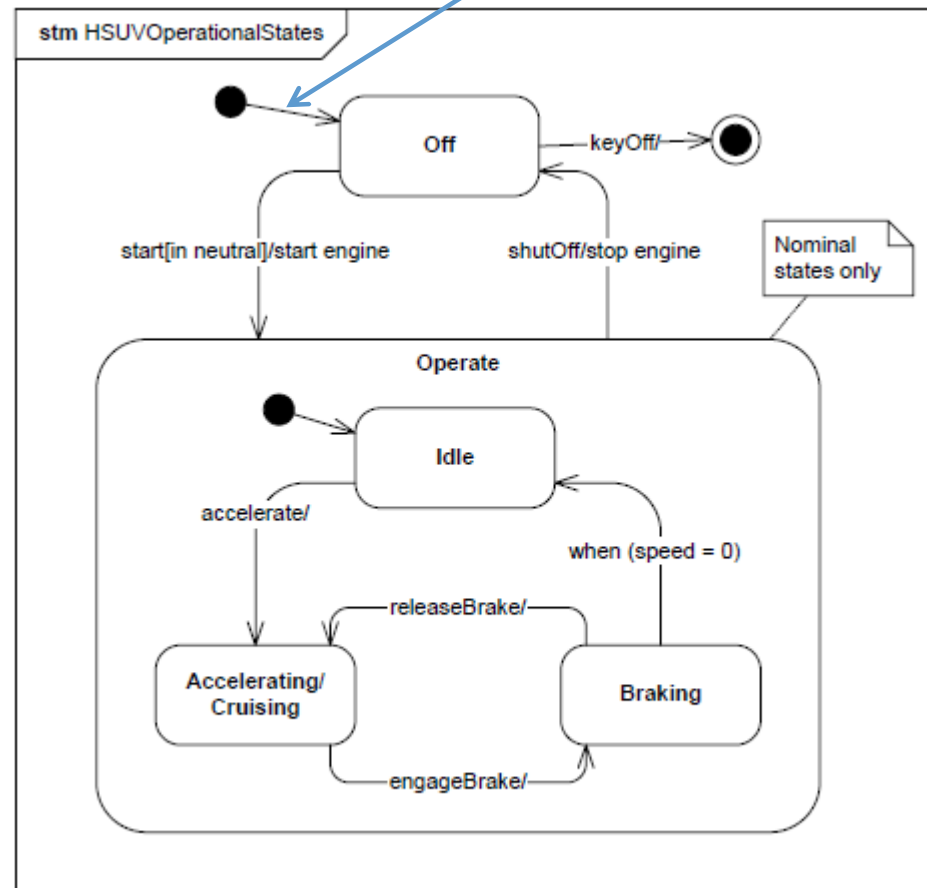 stm HSUVOperationalStates
Off
keyOff/
start[in neutral]/start engine
shutOff/stop engine
Nominal
states only
Operate
Idle
accelerate/
when (speed = 0)
releaseBrake/
Accelerating/
Cruising
Braking
engageBrake/